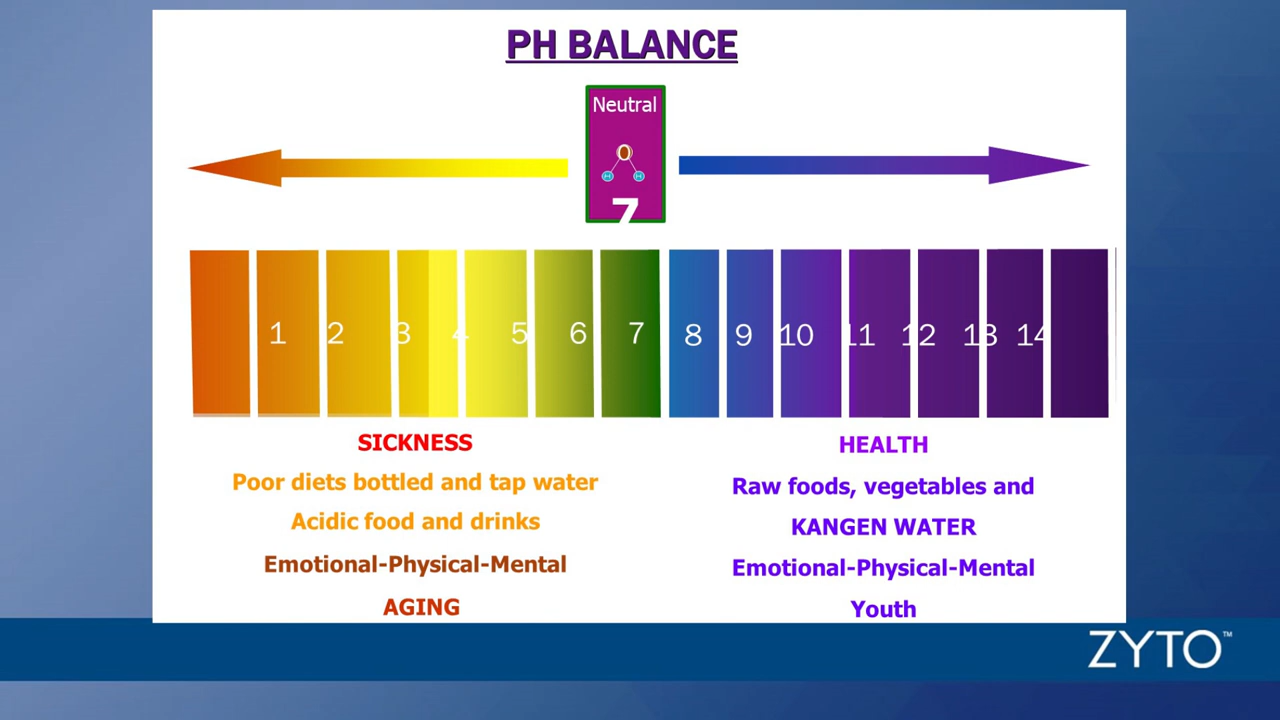 PH BALANCE
Neutral
O
H H
7
1 2 3 4 5 6 7 8 9 10 11 12 13 14
SICKNESS
Poor diets bottled and tap water
Acidic food and drinks
Emotional-Physical-Mental
AGING
HEALTH
Raw foods, vegetables and
KANGEN WATER
Emotional-Physical-Mental
Youth
ZYTO™